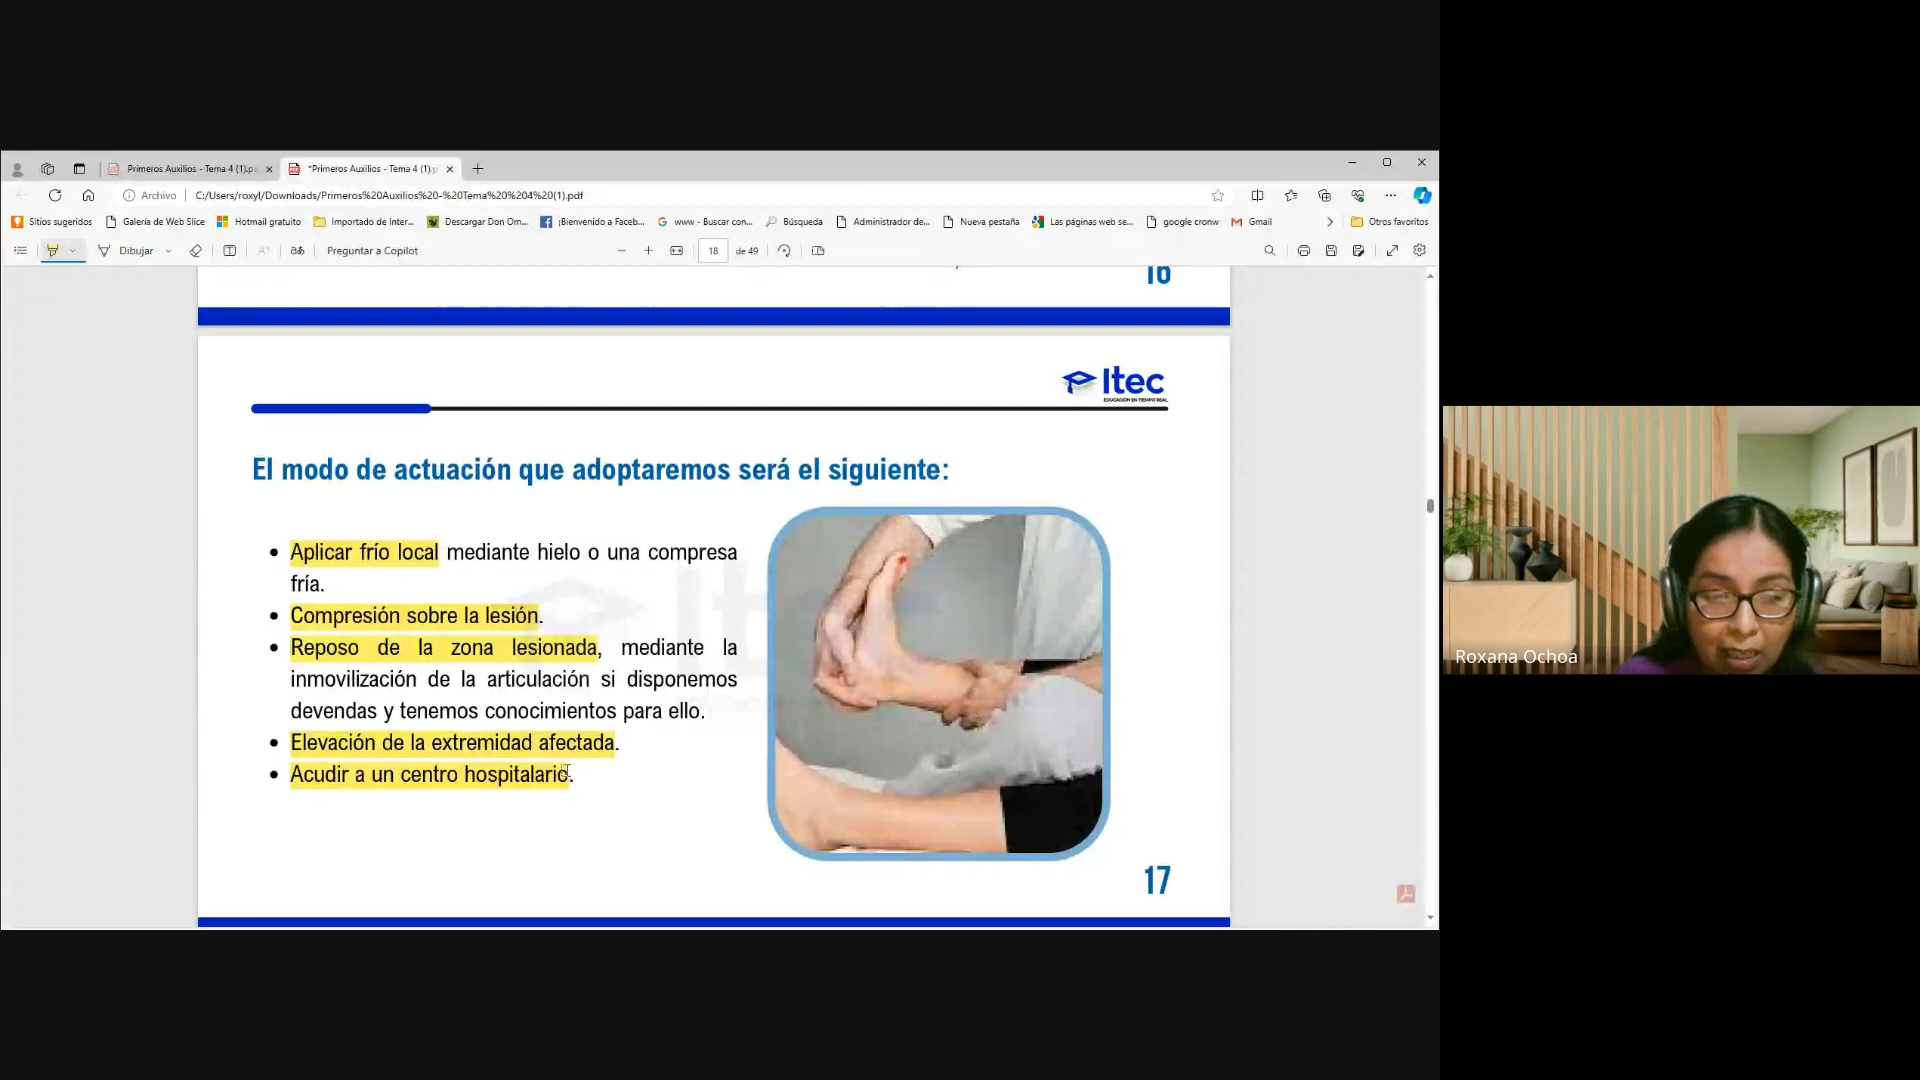 Primeros Auxilios - Tema 4 (1).pc
*Primeros Auxilios - Tema 4 (1).p
Archivo
C:/Users/roxyl/Downloads/Primeros%20Auxilios%20-%20Tema%20%204%20(1).pdf
Sitios sugeridos
Galería de Web Slice
Hotmail gratuito
Importado de Inter...
Descargar Don Om...
¡Bienvenido a Faceb...
www - Buscar con...
Búsqueda
Administrador de...
Nueva pestaña
Las páginas web se...
google cronw
Gmail
Otros favoritos
Dibujar
Preguntar a Copilot
18 de 49
16
Itec
EDUCACIÓN EN TIEMPO REAL
El modo de actuación que adoptaremos será el siguiente:
• Aplicar frío local mediante hielo o una compresa
fría.
• Compresión sobre la lesión.
• Reposo de la zona lesionada, mediante la
inmovilización de la articulación si disponemos
devendas y tenemos conocimientos para ello.
• Elevación de la extremidad afectada.
• Acudir a un centro hospitalario.
17
Roxana Ochoa